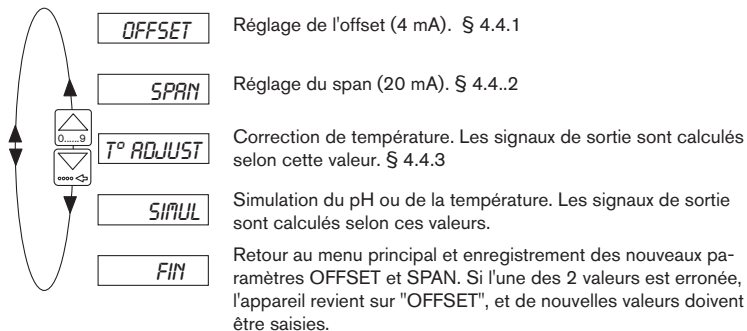 OFFSET
Réglage de l'offset (4 mA). § 4.4.1
SPAN
Réglage du span (20 mA). § 4.4..2
0......9
T° ADJUST
Correction de température. Les signaux de sortie sont calculés
selon cette valeur. § 4.4.3
SIMUL
Simulation du pH ou de la température. Les signaux de sortie
sont calculés selon ces valeurs.
FIN
Retour au menu principal et enregistrement des nouveaux pa-
ramètres OFFSET et SPAN. Si l'une des 2 valeurs est erronée,
l'appareil revient sur "OFFSET", et de nouvelles valeurs doivent
être saisies.